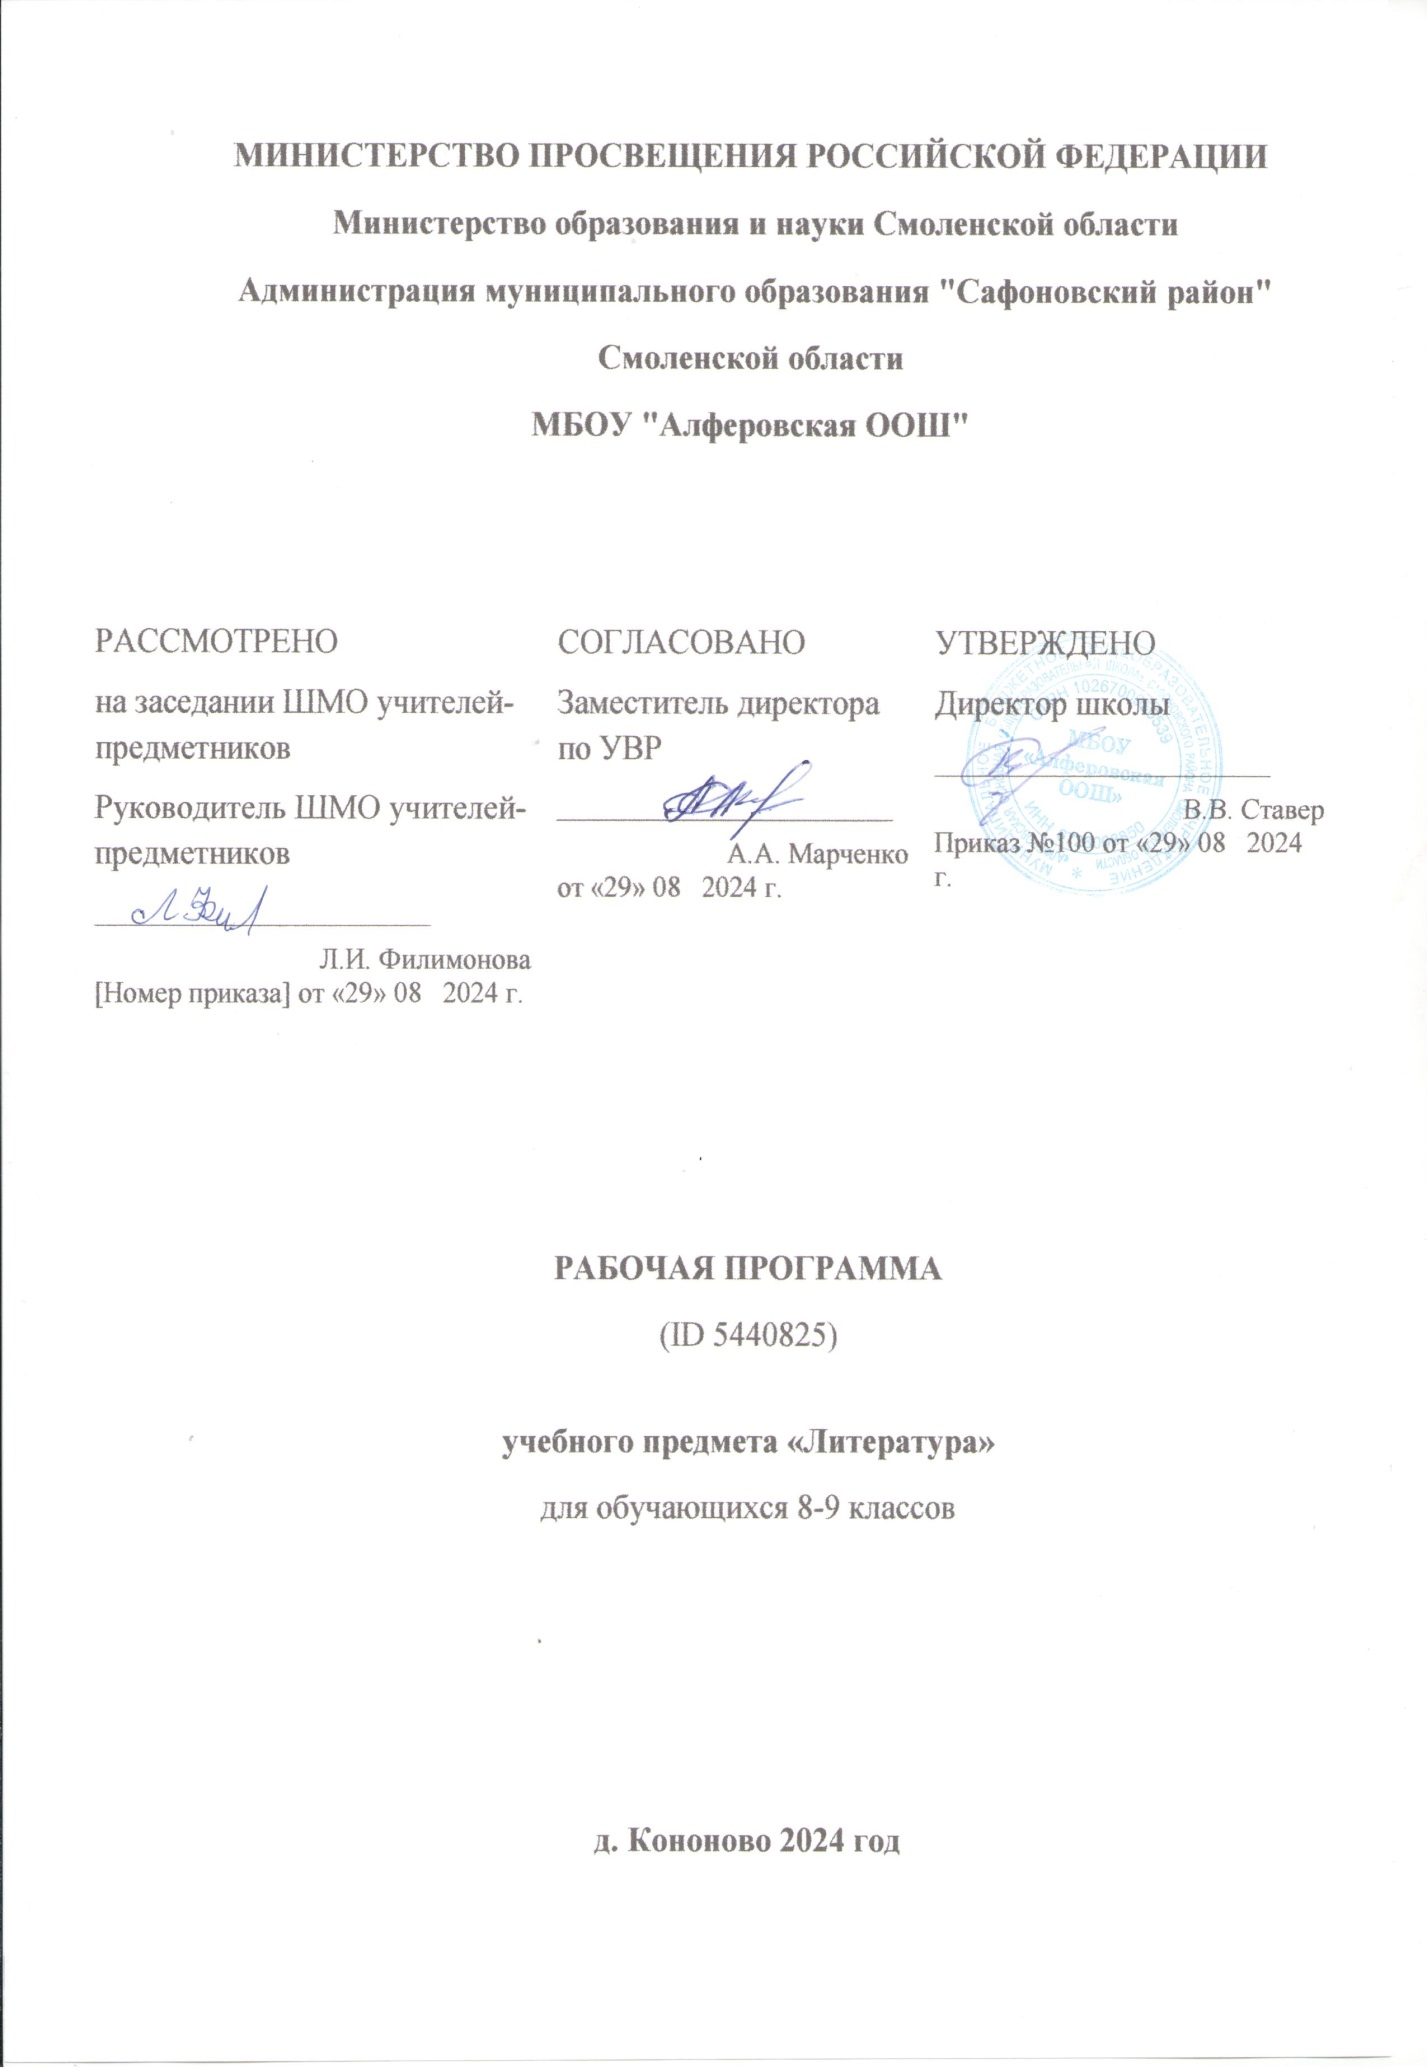 МИНИСТЕРСТВО ПРОСВЕЩЕНИЯ РОССИЙСКОЙ ФЕДЕРАЦИИ
Министерство образования и науки Смоленской области
Администрация муниципального образования "Сафоновский район"
Смоленской области
МБОУ "Алферовская ООШ"
РАССМОТРЕНО
на заседании ШМО учителей-
предметников
Руководитель ШМО учителей-
предметников
Л.И. Филимонова
[Номер приказа] от «29» 08 2024 г.
СОГЛАСОВАНО
Заместитель директора
по УВР
А.А. Марченко
от «29» 08 2024 г.
УТВЕРЖДЕНО
Директор школы
В.В. Ставер
Приказ №100 от «29» 08 2024
г.
МБОУ
«Алферовская
ООШ»
РАБОЧАЯ ПРОГРАММА
(ID 5440825)
учебного предмета «Литература»
для обучающихся 8-9 классов
д. Кононово 2024 год